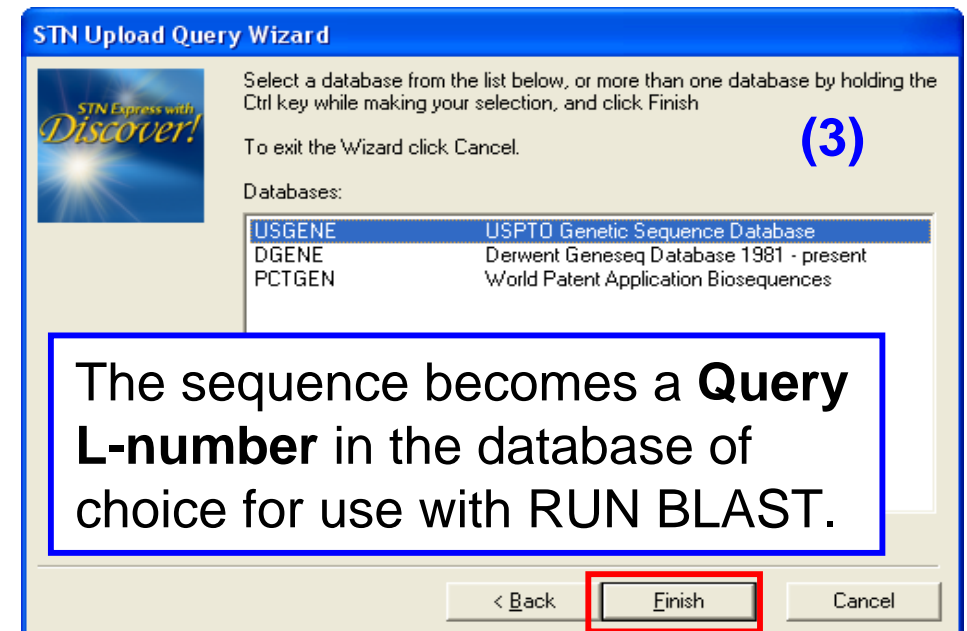 STN Upload Query Wizard
STN Express with
Discover!
Select a database from the list below, or more than one database by holding the
Ctrl key while making your selection, and click Finish
(3)
To exit the Wizard click Cancel.
Databases:
USGENE USPTO Genetic Sequence Database
DGENE Derwent Geneseq Database 1981 - present
PCTGEN World Patent Application Biosequences
The sequence becomes a Query
L-number in the database of
choice for use with RUN BLAST.
< Back Finish Cancel